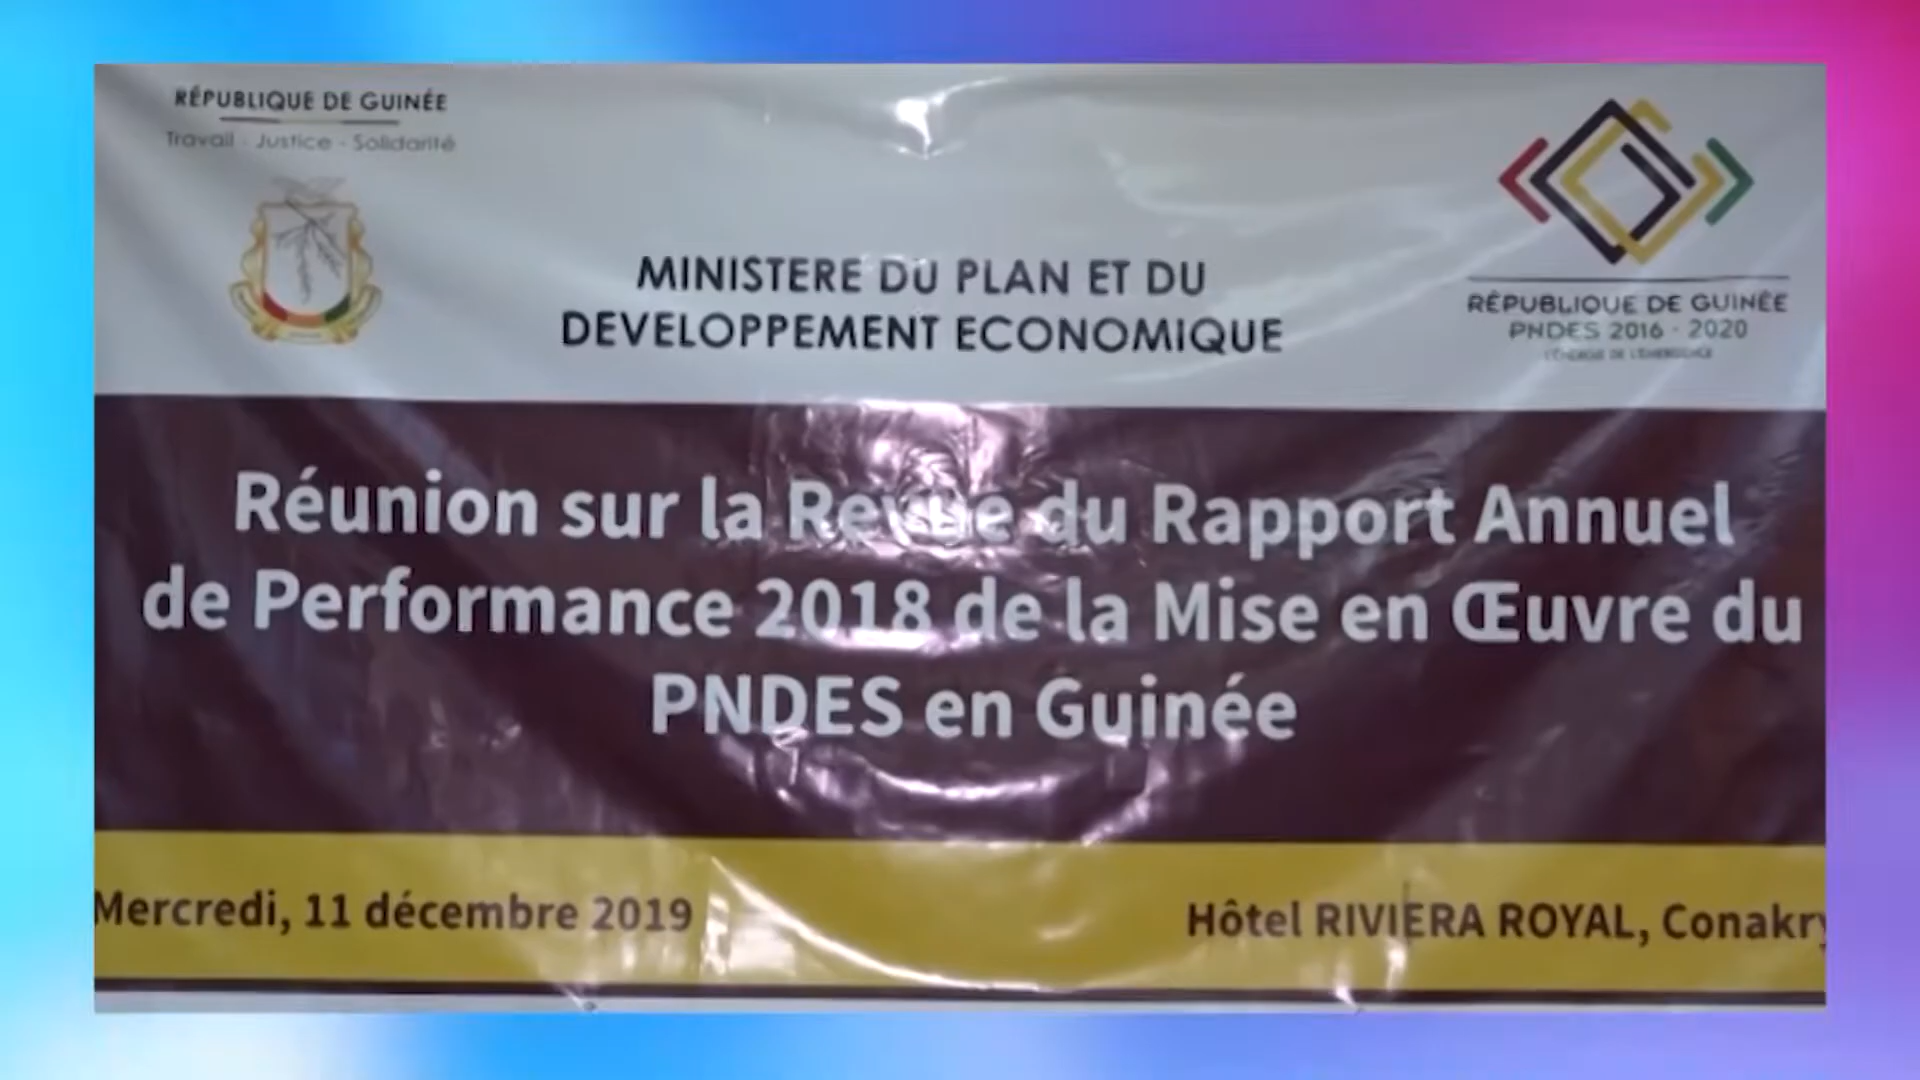 RÉPUBLIQUE DE GUINÉE
Travail - Justice - Solidarité
MINISTERE DU PLAN ET DU
DEVELOPPEMENT ECONOMIQUE
RÉPUBLIQUE DE GUINÉE
PNDES 2016 - 2020
Réunion sur la Revue du Rapport Annuel
de Performance 2018 de la Mise en Œuvre du
PNDES en Guinée
Mercredi, 11 décembre 2019
Hôtel RIVIERA ROYAL, Conakry